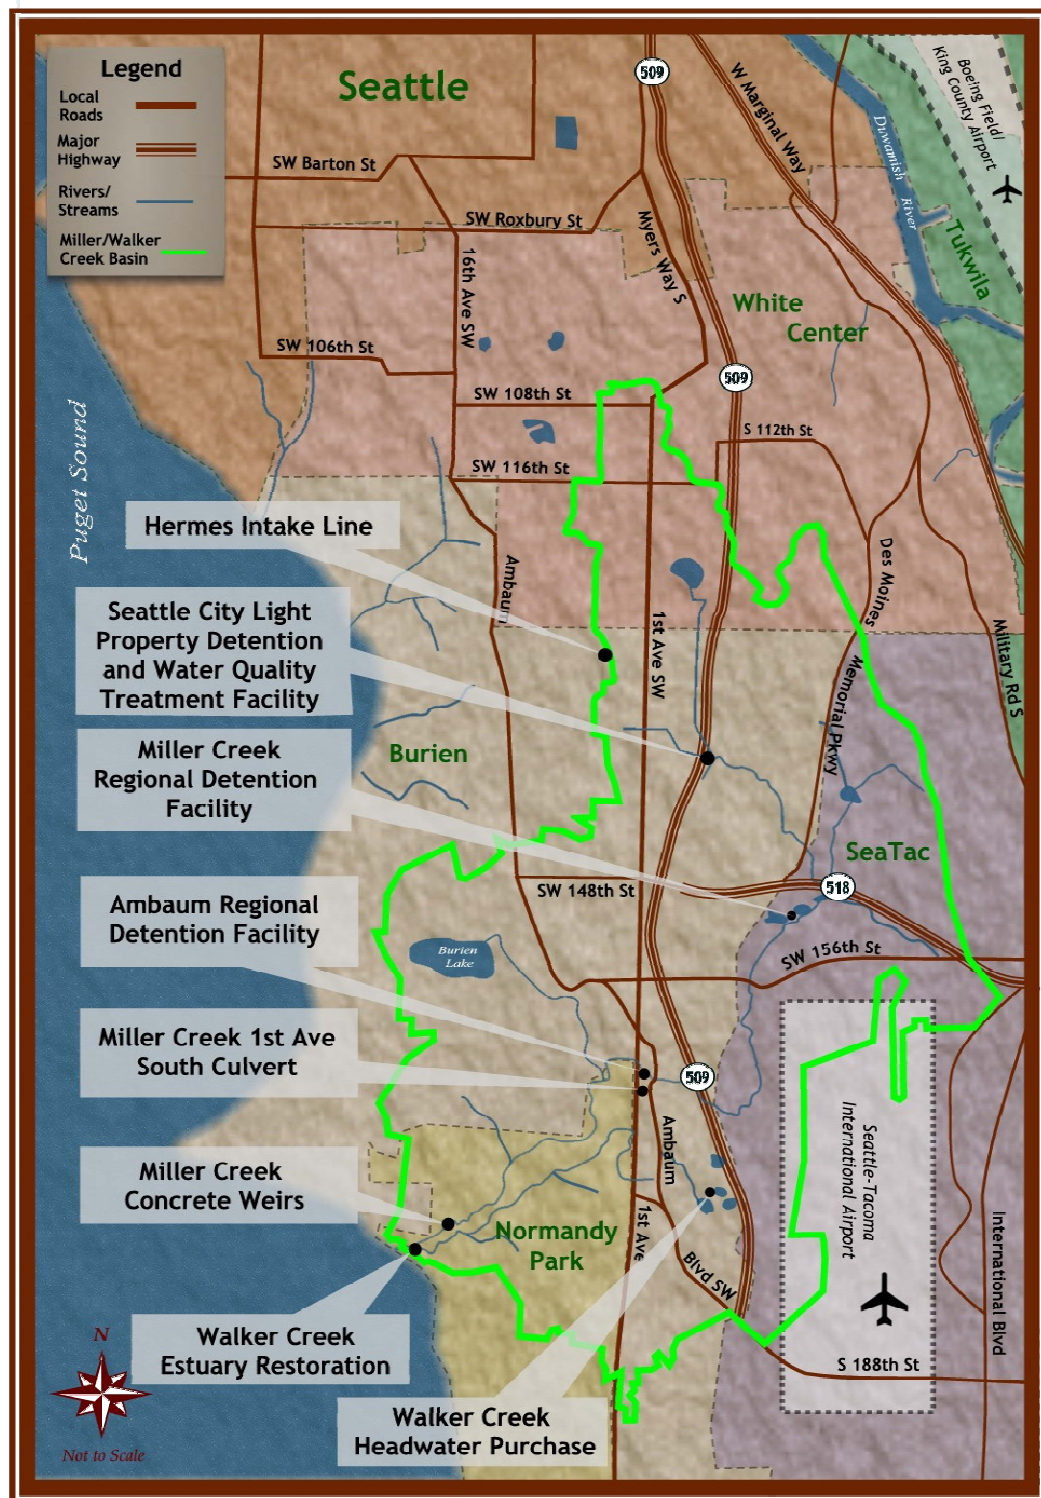 Legend
Local
Roads
Major
Highway
Rivers/
Streams
Miller/Walker
Creek Basin
Seattle
509
W Marginal Way
Boeing Field/
King County Airport
Duwamish
River
Tukwila
SW Barton St
SW Roxbury St
Myers Way S
16th Ave SW
White
Center
SW 106th St
509
SW 108th St
S 112th St
SW 116th St
Puget Sound
Hermes Intake Line
Ambaum
Des Moines
Memorial Pkwy
1st Ave SW
Military Rd S
Seattle City Light
Property Detention
and Water Quality
Treatment Facility
Burien
Miller Creek
Regional Detention
Facility
SeaTac
518
SW 148th St
Ambaum Regional
Detention Facility
Burien
Lake
SW 156th St
Miller Creek 1st Ave
South Culvert
509
Ambaum
Blvd SW
Seattle-Tacoma
International Airport
Miller Creek
Concrete Weirs
Normandy
Park
1st Ave
International Blvd
Walker Creek
Estuary Restoration
S 188th St
Walker Creek
Headwater Purchase
N
Not to Scale